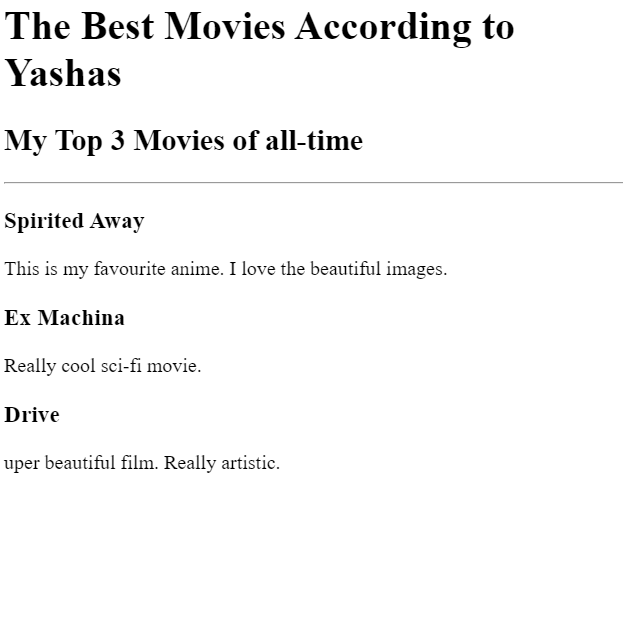 The Best Movies According to
Yashas
My Top 3 Movies of all-time
Spirited Away
This is my favourite anime. I love the beautiful images.
Ex Machina
Really cool sci-fi movie.
Drive
uper beautiful film. Really artistic.